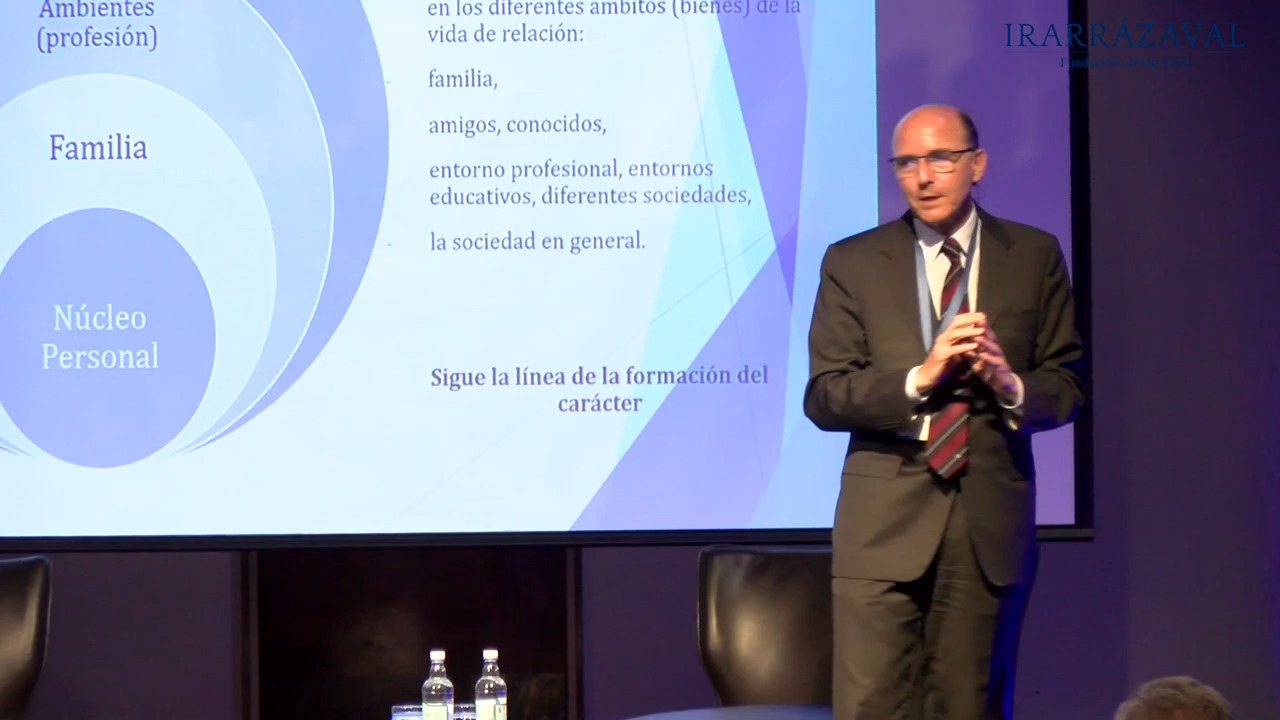 Ambientes
(profesión)
Familia
Núcleo
Personal
en los diferentes ámbitos (bienes) de la
vida de relación:
familia,
amigos, conocidos,
entorno profesional, entornos
educativos, diferentes sociedades,
la sociedad en general.
Sigue la línea de la formación del
carácter
IRARRÁZAVAL